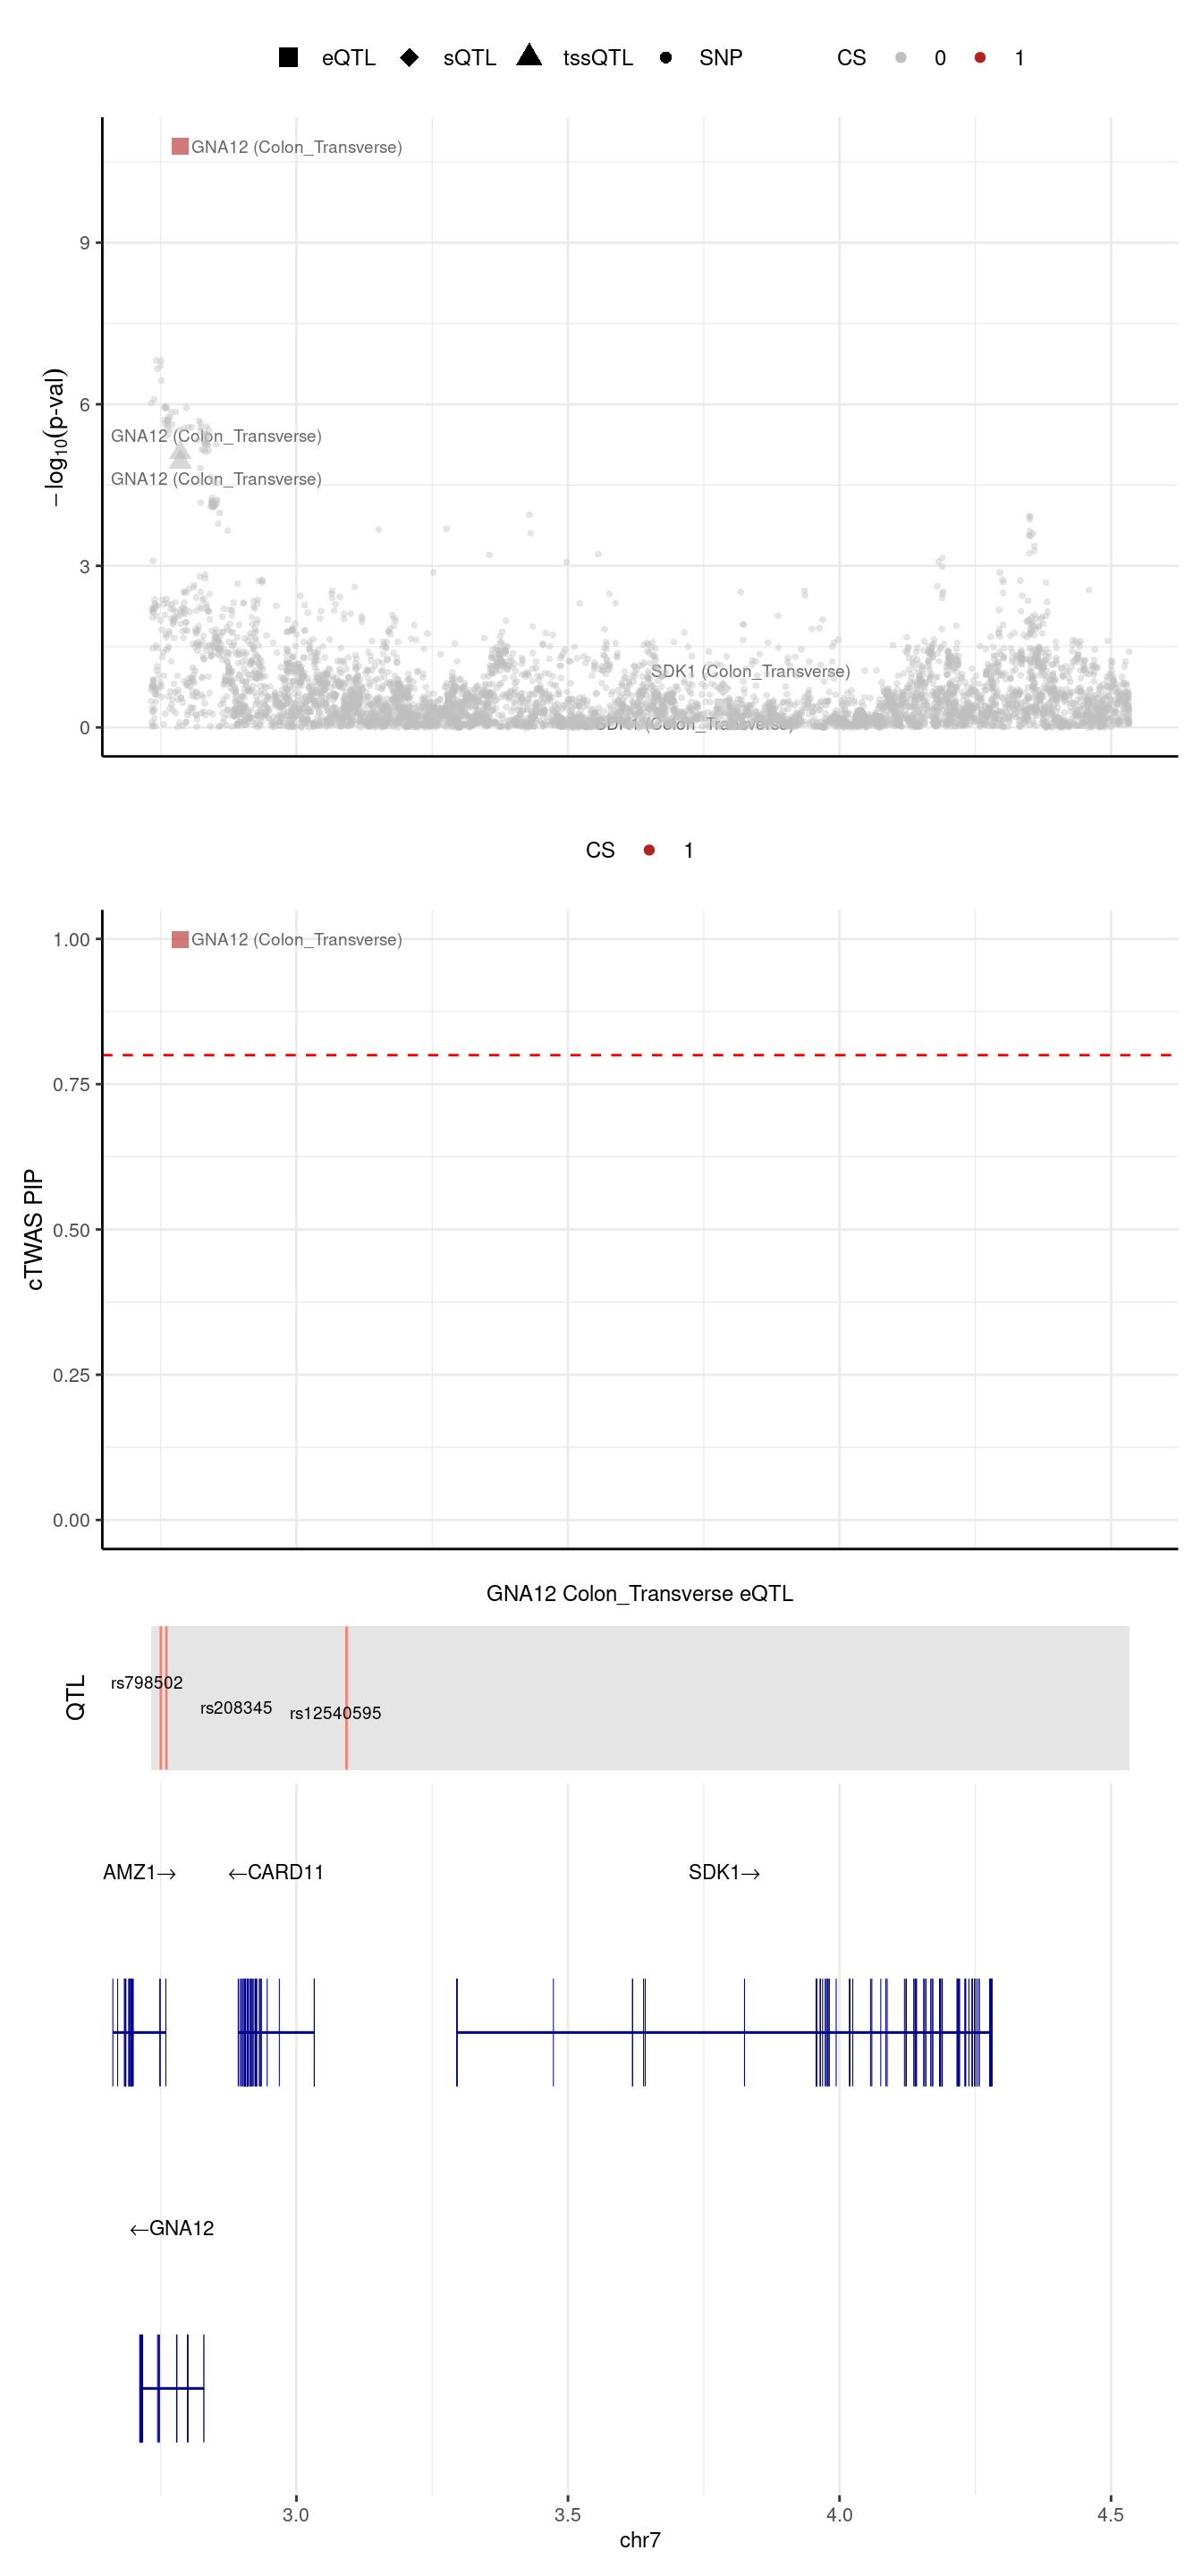 eQTL sQTL tssQTL SNP CS 0 1
GNA12 (Colon_Transverse)
9
6
GNA12 (Colon_Transverse)
GNA12 (Colon_Transverse)
3
SDK1 (Colon_Transverse)
SDK1 (Colon_Transverse)
0
−log10(p-val)
CS 1
1.00
GNA12 (Colon_Transverse)
0.75
0.50
0.25
0.00
cTWAS PIP
GNA12 Colon_Transverse eQTL
QTL
rs798502
rs208345
rs12540595
AMZ1→
←CARD11
SDK1→
←GNA12
3.0 3.5 4.0 4.5
chr7